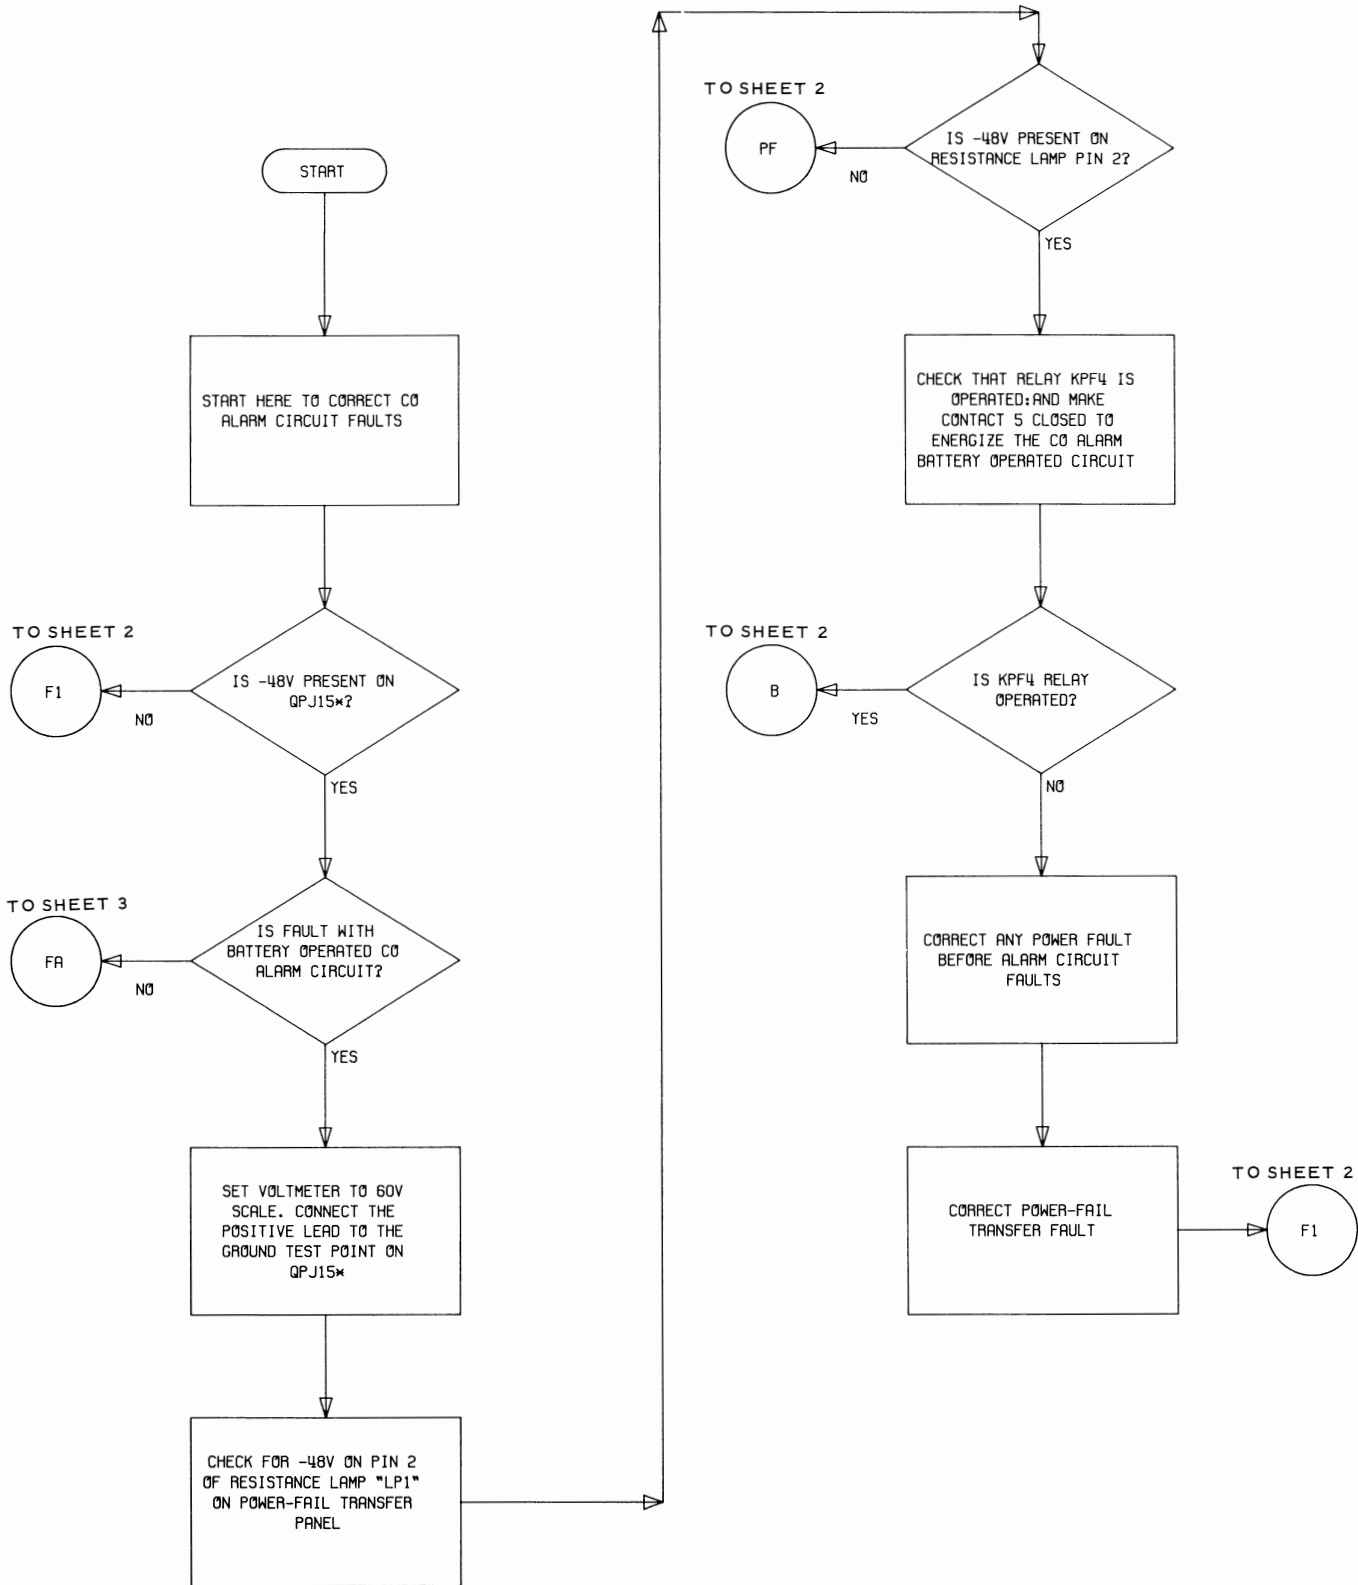 START
START HERE TO CORRECT CO
ALARM CIRCUIT FAULTS
TO SHEET 2
F1
NO
IS -48V PRESENT ON
QPJ15*?
YES
TO SHEET 3
FA
NO
IS FAULT WITH
BATTERY OPERATED CO
ALARM CIRCUIT?
YES
SET VOLTMETER TO 60V
SCALE. CONNECT THE
POSITIVE LEAD TO THE
GROUND TEST POINT ON
QPJ15*
CHECK FOR -48V ON PIN 2
OF RESISTANCE LAMP "LP1"
ON POWER-FAIL TRANSFER
PANEL
TO SHEET 2
PF
NO
IS -48V PRESENT ON
RESISTANCE LAMP PIN 2?
YES
CHECK THAT RELAY KPF4 IS
OPERATED:AND MAKE
CONTACT 5 CLOSED TO
ENERGIZE THE CO ALARM
BATTERY OPERATED CIRCUIT
TO SHEET 2
B
YES
IS KPF4 RELAY
OPERATED?
NO
CORRECT ANY POWER FAULT
BEFORE ALARM CIRCUIT
FAULTS
CORRECT POWER-FAIL
TRANSFER FAULT
TO SHEET 2
F1